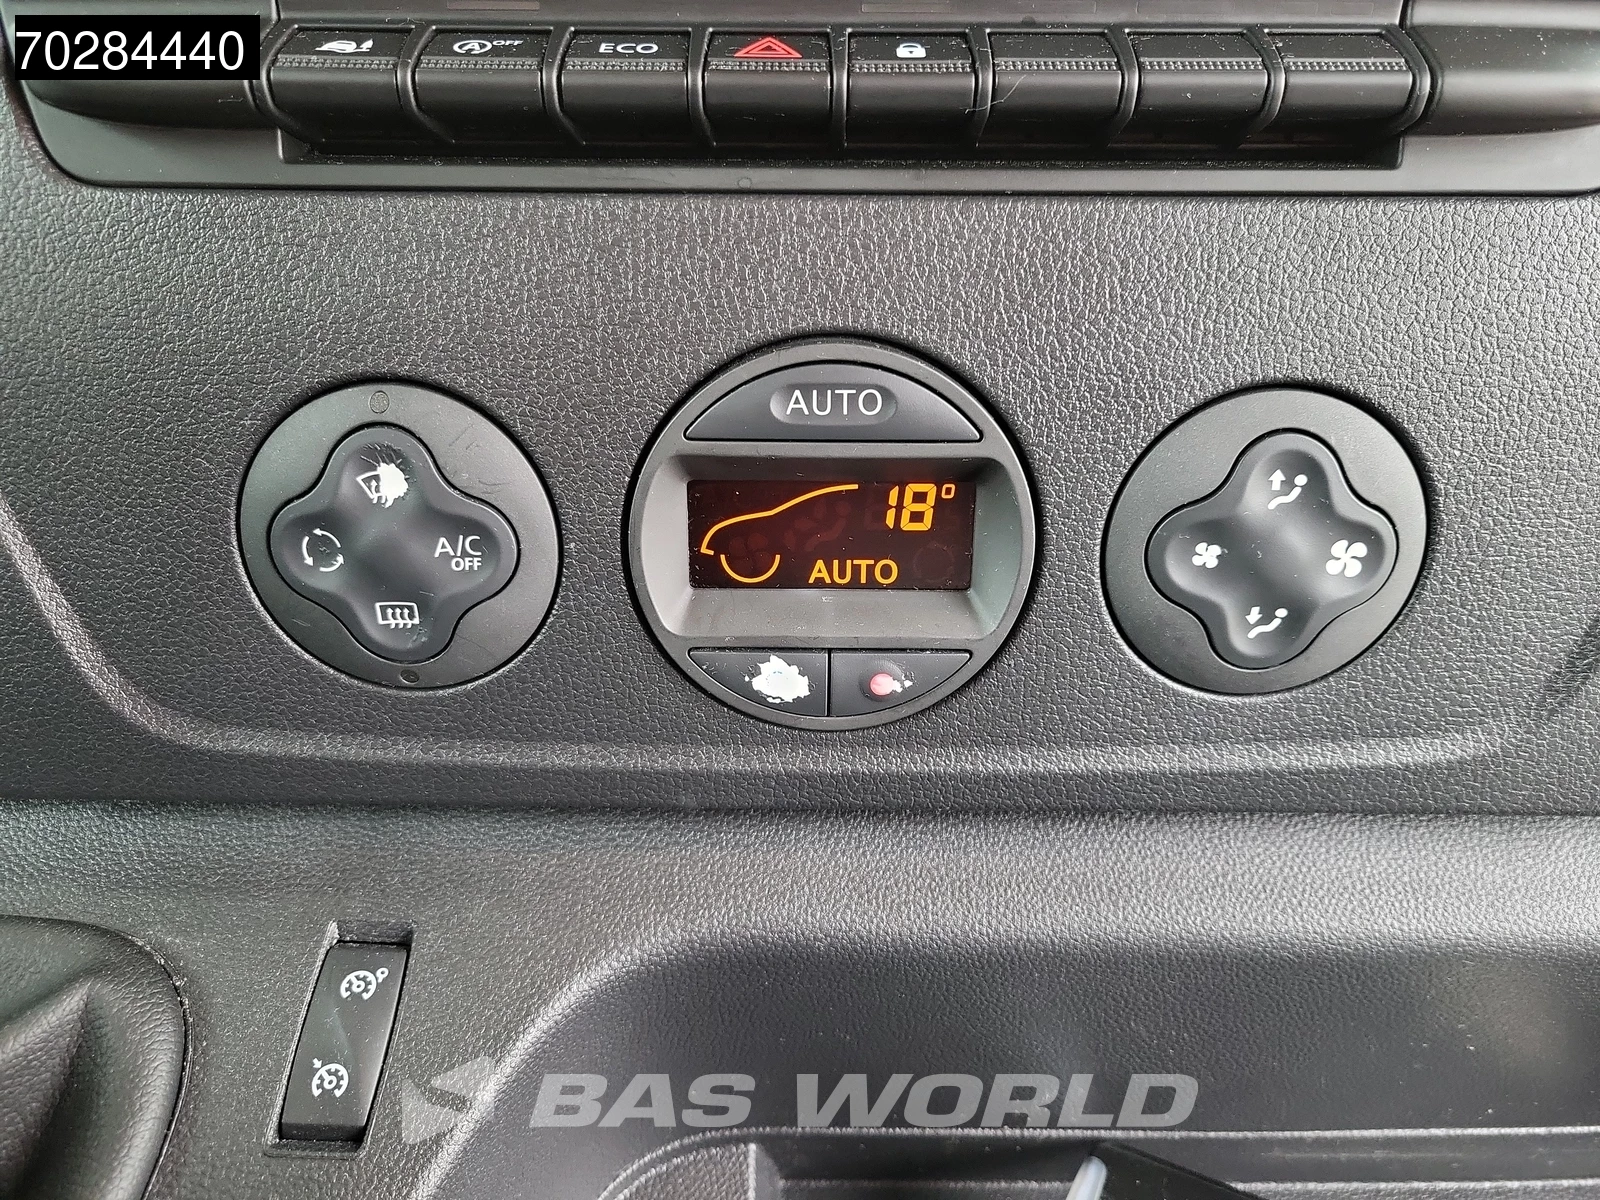 70284440
OFF
ECO
AUTO
18°
AUTO
A/C
OFF
BAS WORLD